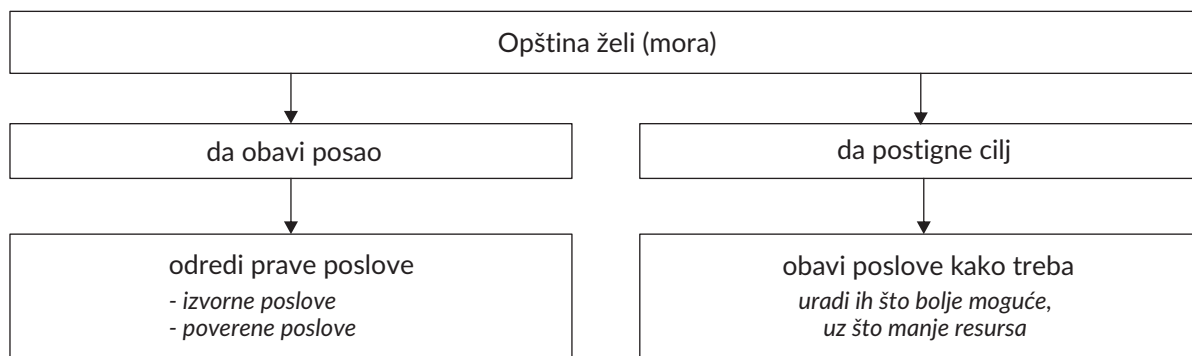 Opština želi (mora)
da obavi posao
da postigne cilj
odredi prave poslove
- izvorne poslove
- poverene poslove
obavi poslove kako treba
uradi ih što bolje moguće,
uz što manje resursa